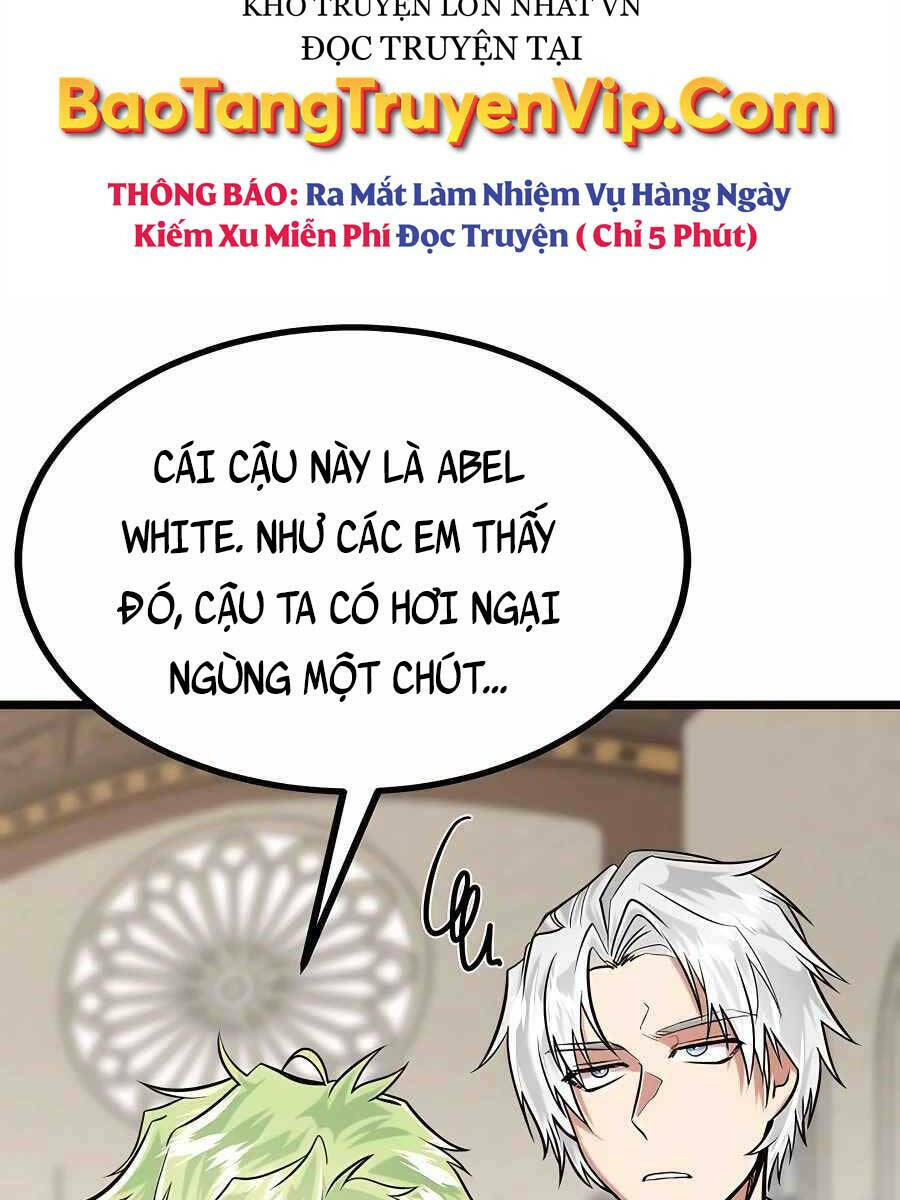 KHO TRUYỆN LỚN NHẤT VN
ĐỌC TRUYỆN TẠI
BaoTangTruyenVip.Com
THÔNG BÁO: Ra Mắt Làm Nhiệm Vụ Hàng Ngày
Kiếm Xu Miễn Phí Đọc Truyện ( Chỉ 5 Phút)
CÁI CẬU NÀY LÀ ABEL
WHITE. NHƯ CÁC EM THẤY
ĐÓ, CẬU TA CÓ HƠI NGẠI
NGÙNG MỘT CHÚT...